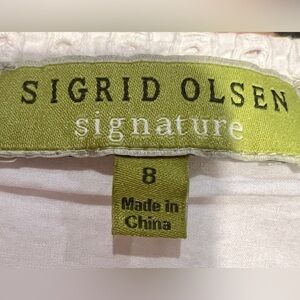 SIGRID OLSEN
signature
8
Made in
China